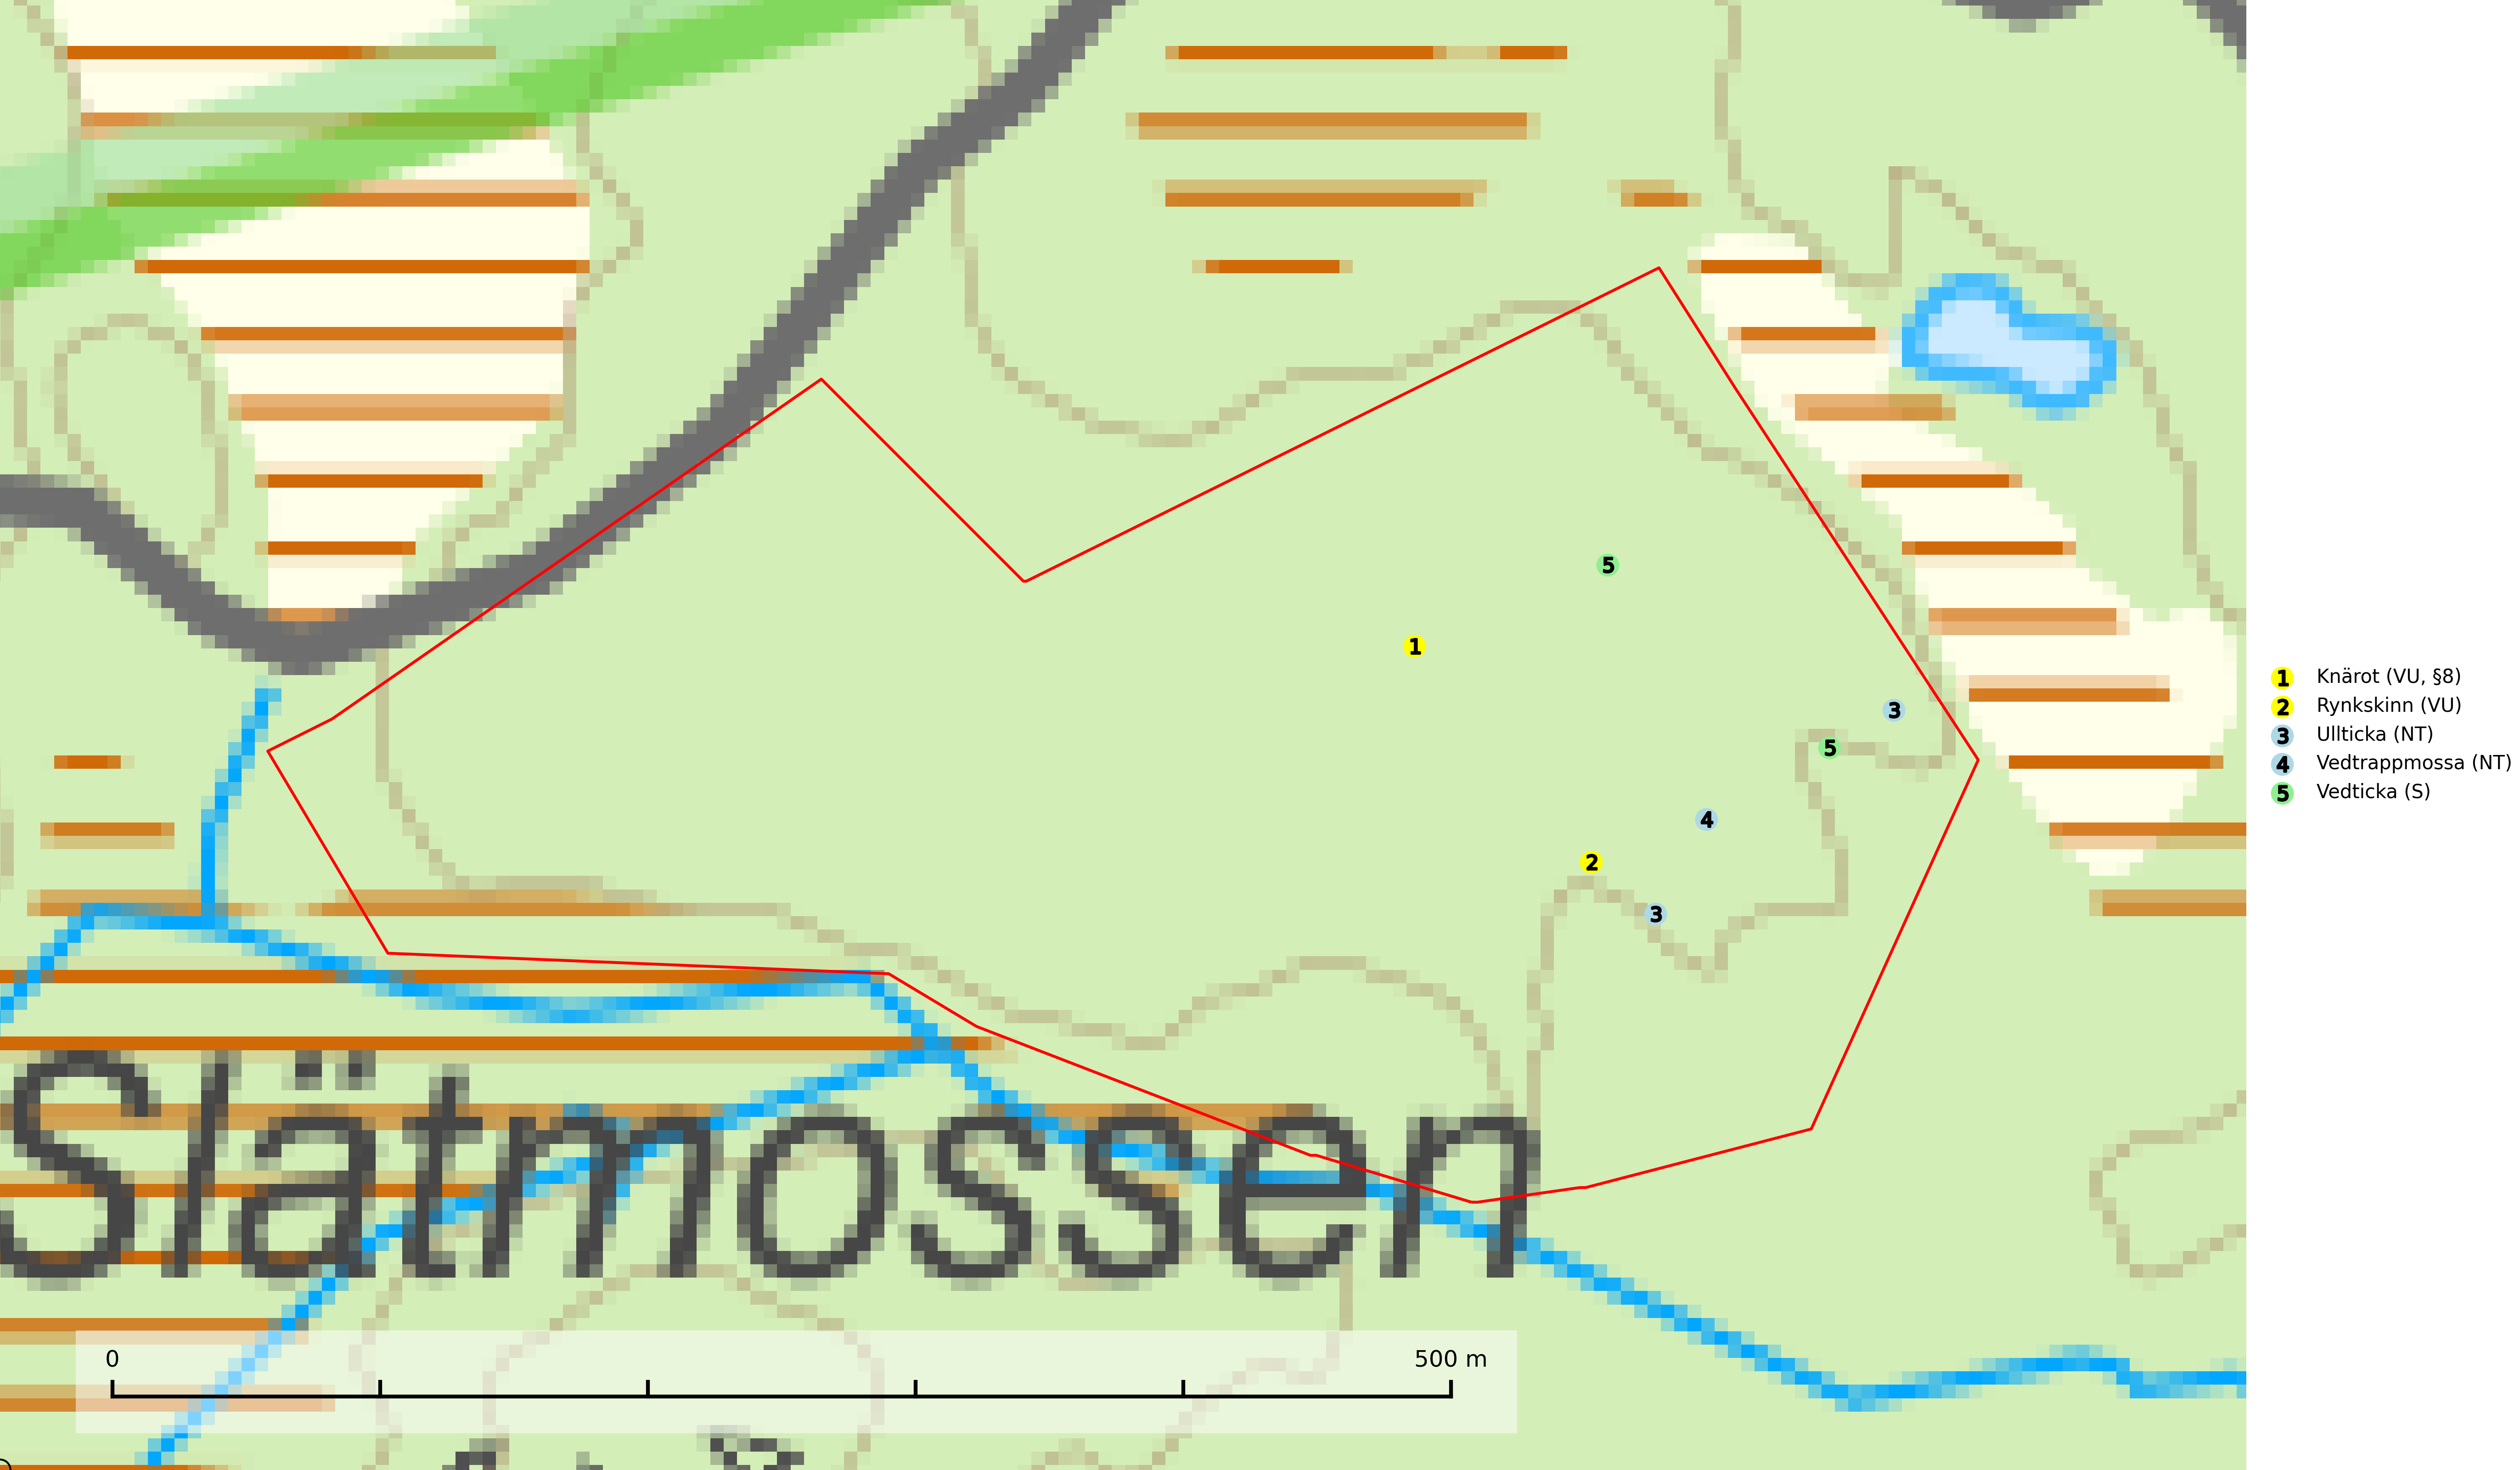 5
1
3
5
4
2
3
Slätmossen
0 500 m
1 Knärot (VU, §8)
2 Rynkskinn (VU)
3 Ullticka (NT)
4 Vedtrappmossa (NT)
5 Vedticka (S)